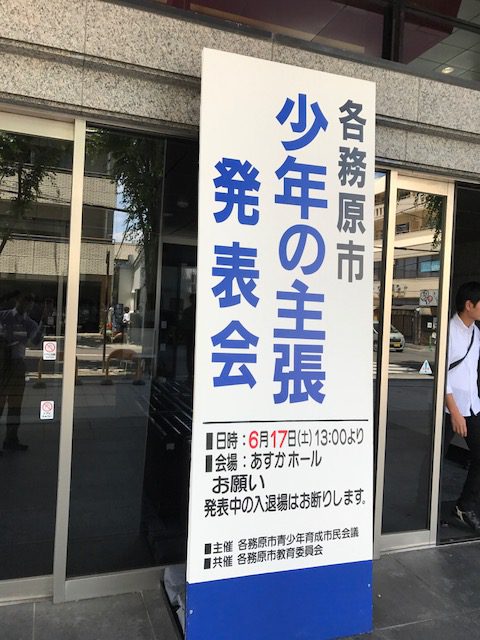 各務原市
少年の主張
発表会
■日時：6月17日(土)13:00より
■会場：あすかホール
お願い
発表中の入退場はお断りします。
■主催 各務原市青少年育成市民会議
■共催 各務原市教育委員会